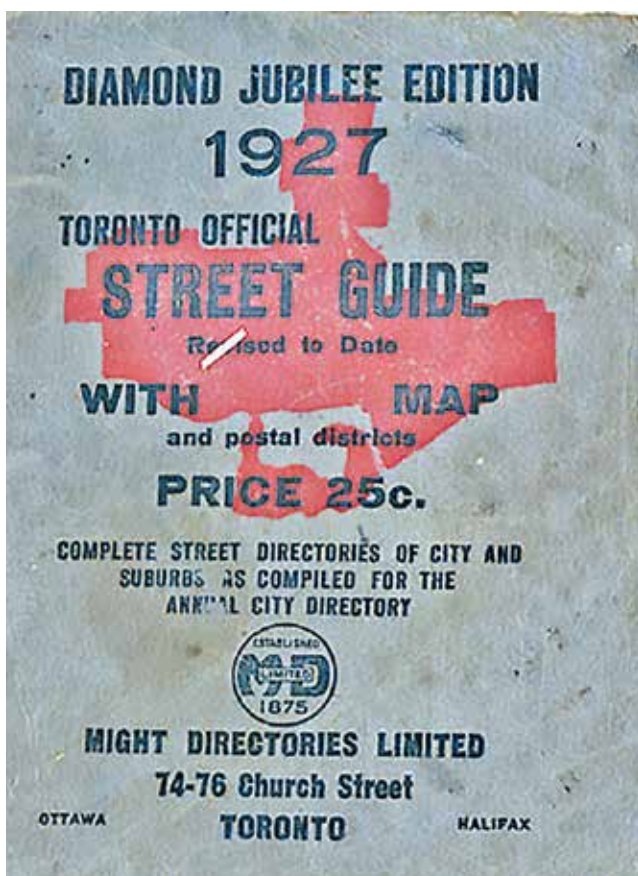 DIAMOND JUBILEE EDITION
1927
TORONTO OFFICIAL
STREET GUIDE
Revised to Date
WITH MAP
and postal districts
PRICE 25c.
COMPLETE STREET DIRECTORIES OF CITY AND
SUBURBS AS COMPILED FOR THE
ANNUAL CITY DIRECTORY
ESTABLISHED
M-D
LIMITED
1875
MIGHT DIRECTORIES LIMITED
74-76 Church Street
OTTAWA TORONTO HALIFAX